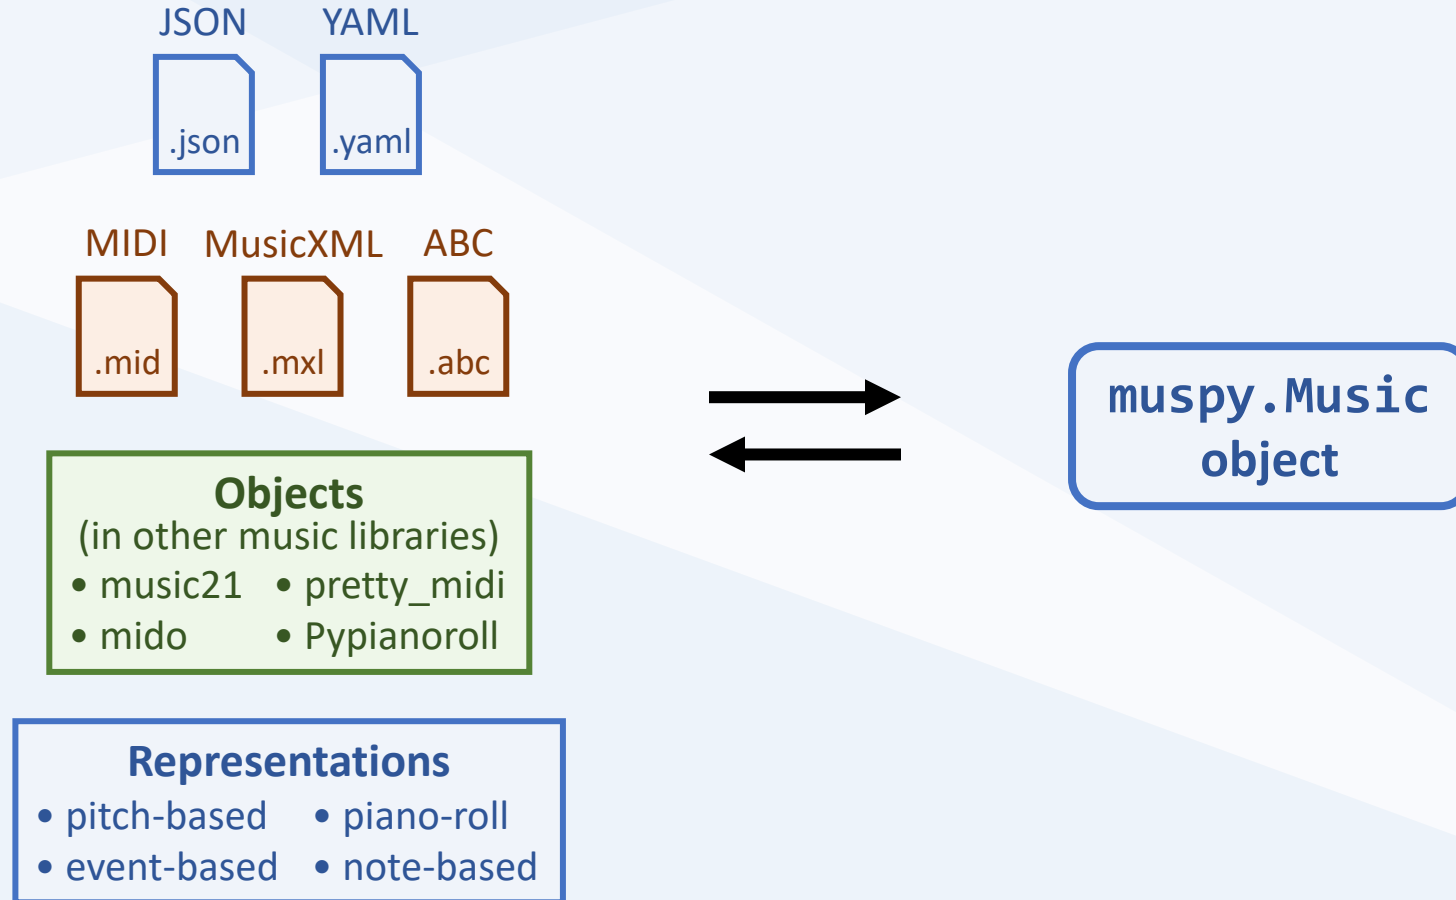 JSON YAML
.json .yaml
MIDI MusicXML ABC
.mid .mxl .abc
Objects
(in other music libraries)
• music21 • pretty_midi
• mido • Pypianoroll
Representations
• pitch-based • piano-roll
• event-based • note-based
muspy.Music
object